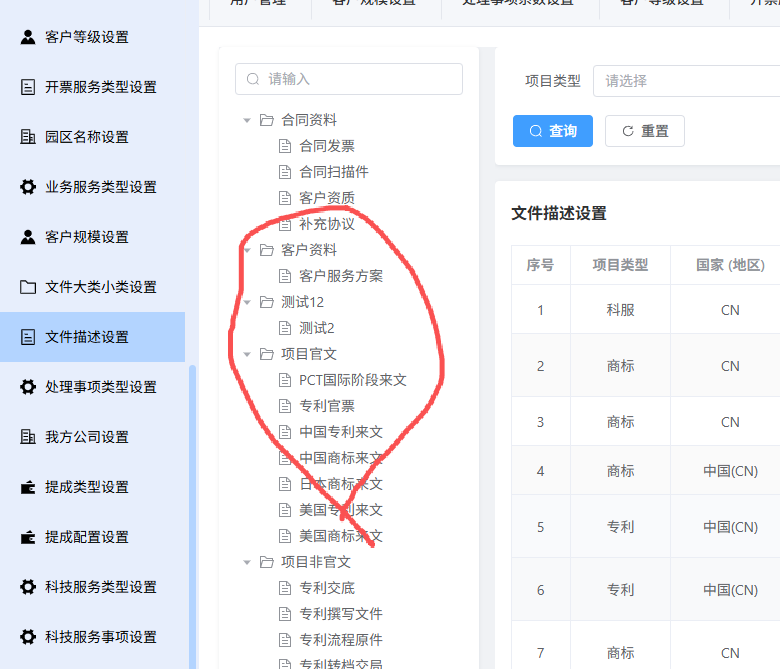 客户等级设置
开票服务类型设置
园区名称设置
业务服务类型设置
客户规模设置
文件大类小类设置
文件描述设置
处理事项类型设置
我方公司设置
提成类型设置
提成配置设置
科技服务类型设置
科技服务事项设置
用户管理 客户规模设置 处理事项系数设置 客户等级设置
请输入
合同资料
合同发票
合同扫描件
客户资质
补充协议
客户资料
客户服务方案
测试12
测试2
项目官文
PCT国际阶段来文
专利官票
中国专利来文
中国商标来文
日本商标来文
美国专利来文
美国商标来文
项目非官文
专利交底
专利撰写文件
专利流程原件
专利转档交局
项目类型 请选择
查询 重置
文件描述设置
序号 项目类型 国家 (地区)
1 科服 CN
2 商标 CN
3 商标 CN
4 商标 中国(CN)
5 专利 中国(CN)
6 专利 中国(CN)
7 商标 CN